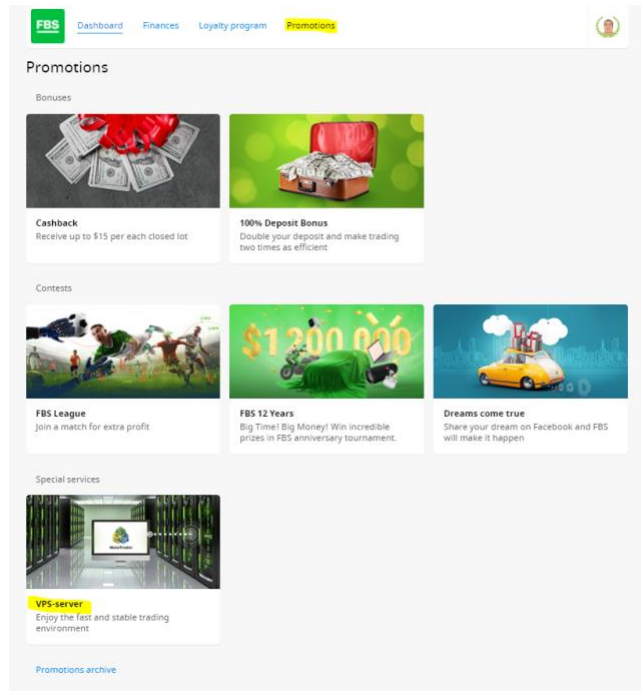 FBS Dashboard Finances Loyalty program Promotions
Promotions
Bonuses
Cashback
Receive up to $15 per each closed lot
100% Deposit Bonus
Double your deposit and make trading
two times as efficient
Contests
$1 200 000
FBS League
Join a match for extra profit
FBS 12 Years
Big Time! Big Money! Win incredible
prizes in FBS anniversary tournament.
Dreams come true
Share your dream on Facebook and FBS
will make it happen
Special services
MetaTrader
VPS-server
Enjoy the fast and stable trading
environment
Promotions archive